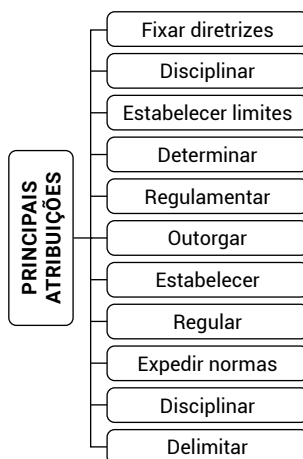 PRINCIPAIS
ATRIBUIÇÕES
Fixar diretrizes
Disciplinar
Estabelecer limites
Determinar
Regulamentar
Outorgar
Estabelecer
Regular
Expedir normas
Disciplinar
Delimitar